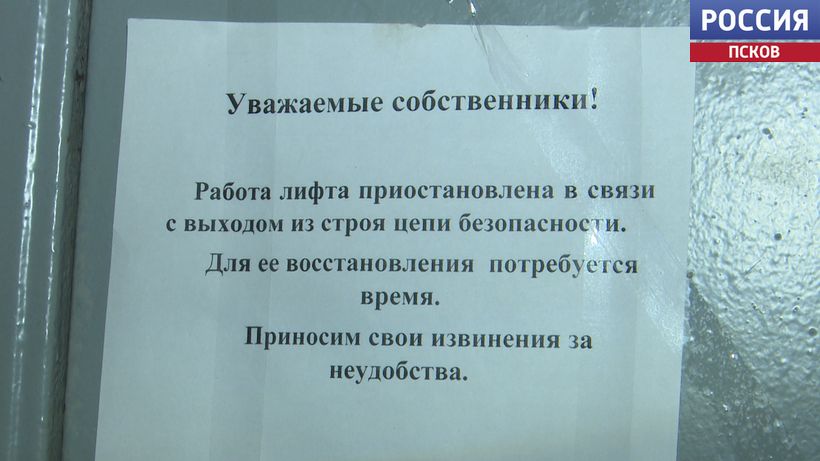 РОССИЯ
ПСКОВ
Уважаемые собственники!
Работа лифта приостановлена в связи
с выходом из строя цепи безопасности.
Для ее восстановления потребуется
время.
Приносим свои извинения за
неудобства.